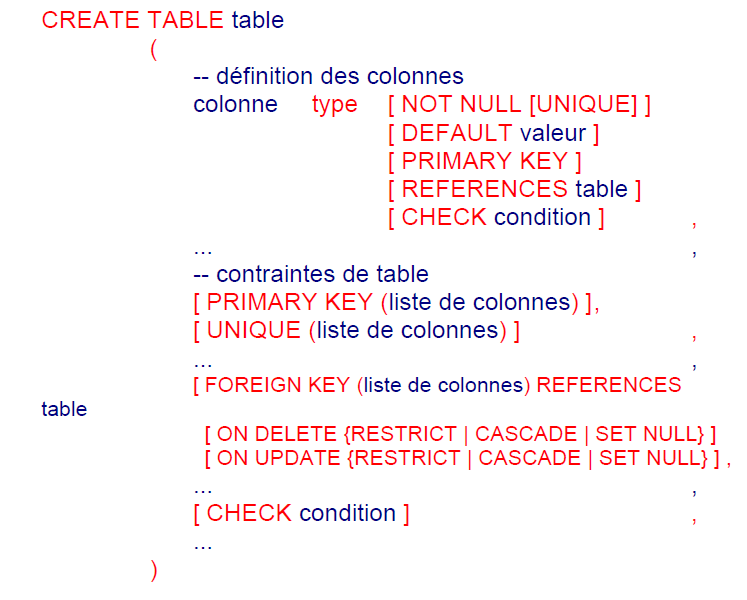 CREATE TABLE table
(
-- définition des colonnes
colonne type [ NOT NULL [UNIQUE] ]
[ DEFAULT valeur ]
[ PRIMARY KEY ]
[ REFERENCES table ]
[ CHECK condition ] ,
... ,
-- contraintes de table
[ PRIMARY KEY (liste de colonnes) ],
[ UNIQUE (liste de colonnes) ] ,
... ,
[ FOREIGN KEY (liste de colonnes) REFERENCES
table
[ ON DELETE {RESTRICT | CASCADE | SET NULL} ]
[ ON UPDATE {RESTRICT | CASCADE | SET NULL} ] ,
... ,
[ CHECK condition ] ,
...
)